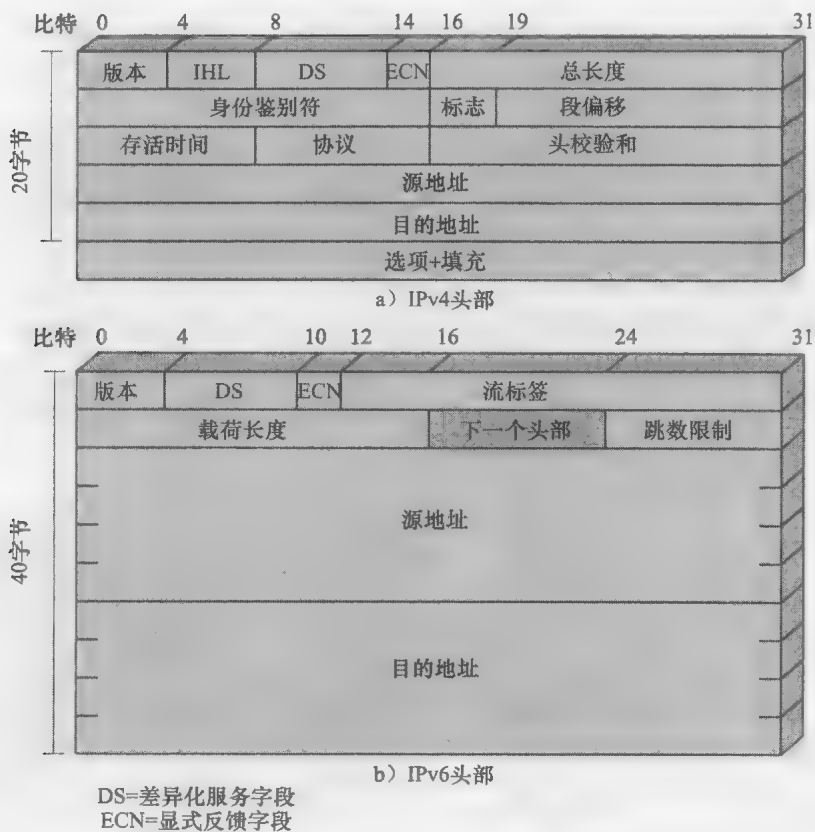 比特 0 4 8 14 16 19 31
版本 IHL DS ECN 总长度
身份鉴别符 标志 段偏移
存活时间 协议 头校验和
源地址
目的地址
选项+填充
20字节
a）IPv4头部
比特 0 4 10 12 16 24 31
版本 DS ECN 流标签
载荷长度 下一个头部 跳数限制
源地址
目的地址
40字节
b）IPv6头部
DS=差异化服务字段
ECN=显式反馈字段